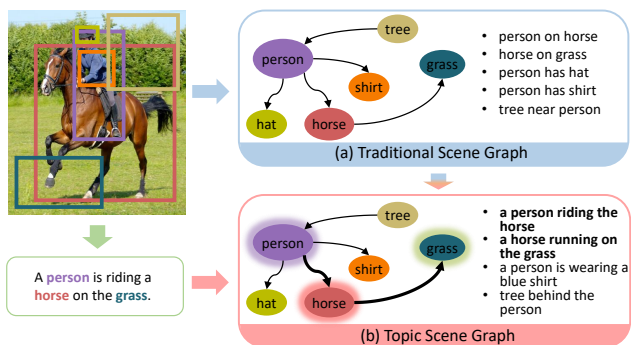 tree
person
grass
shirt
hat
horse
• person on horse
• horse on grass
• person has hat
• person has shirt
• tree near person
(a) Traditional Scene Graph
A person is riding a
horse on the grass.
tree
person
grass
shirt
hat
horse
• a person riding the
horse
• a horse running on
the grass
• a person is wearing a
blue shirt
• tree behind the
person
(b) Topic Scene Graph